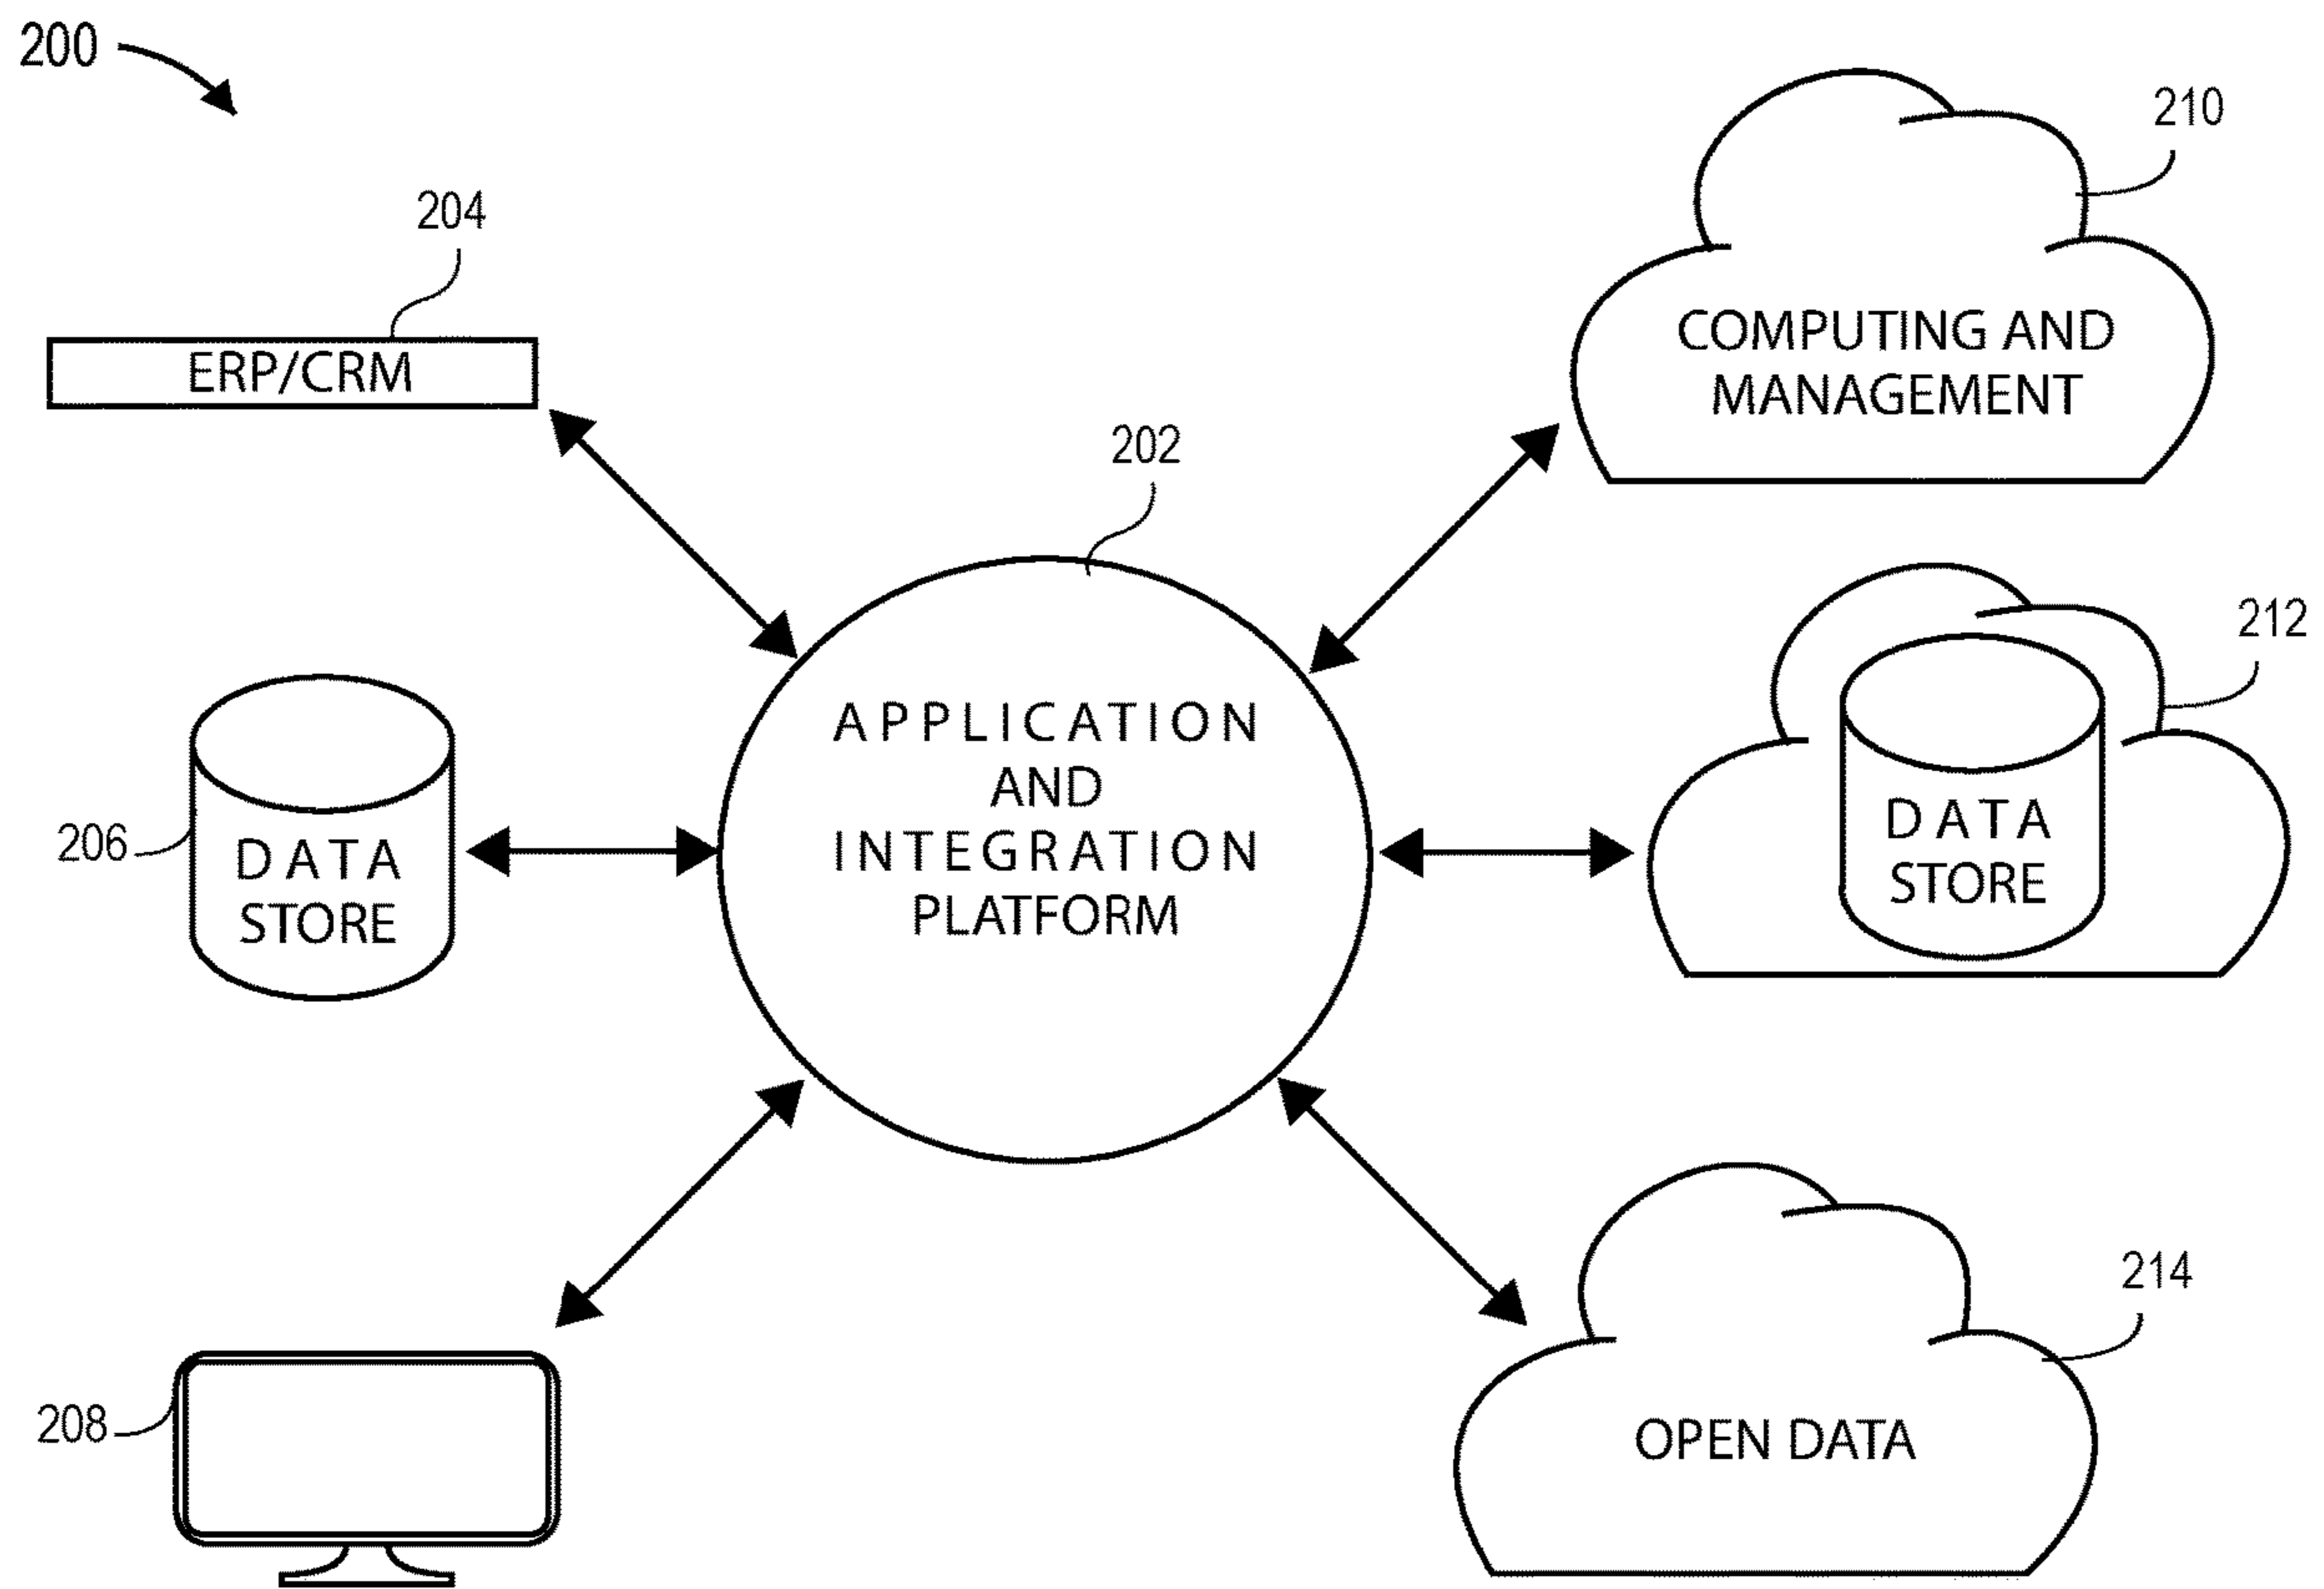 200
204
ERP/CRM
210
COMPUTING AND
MANAGEMENT
202
APPLICATION
AND
INTEGRATION
PLATFORM
206
DATA
STORE
212
DATA
STORE
208
214
OPEN DATA